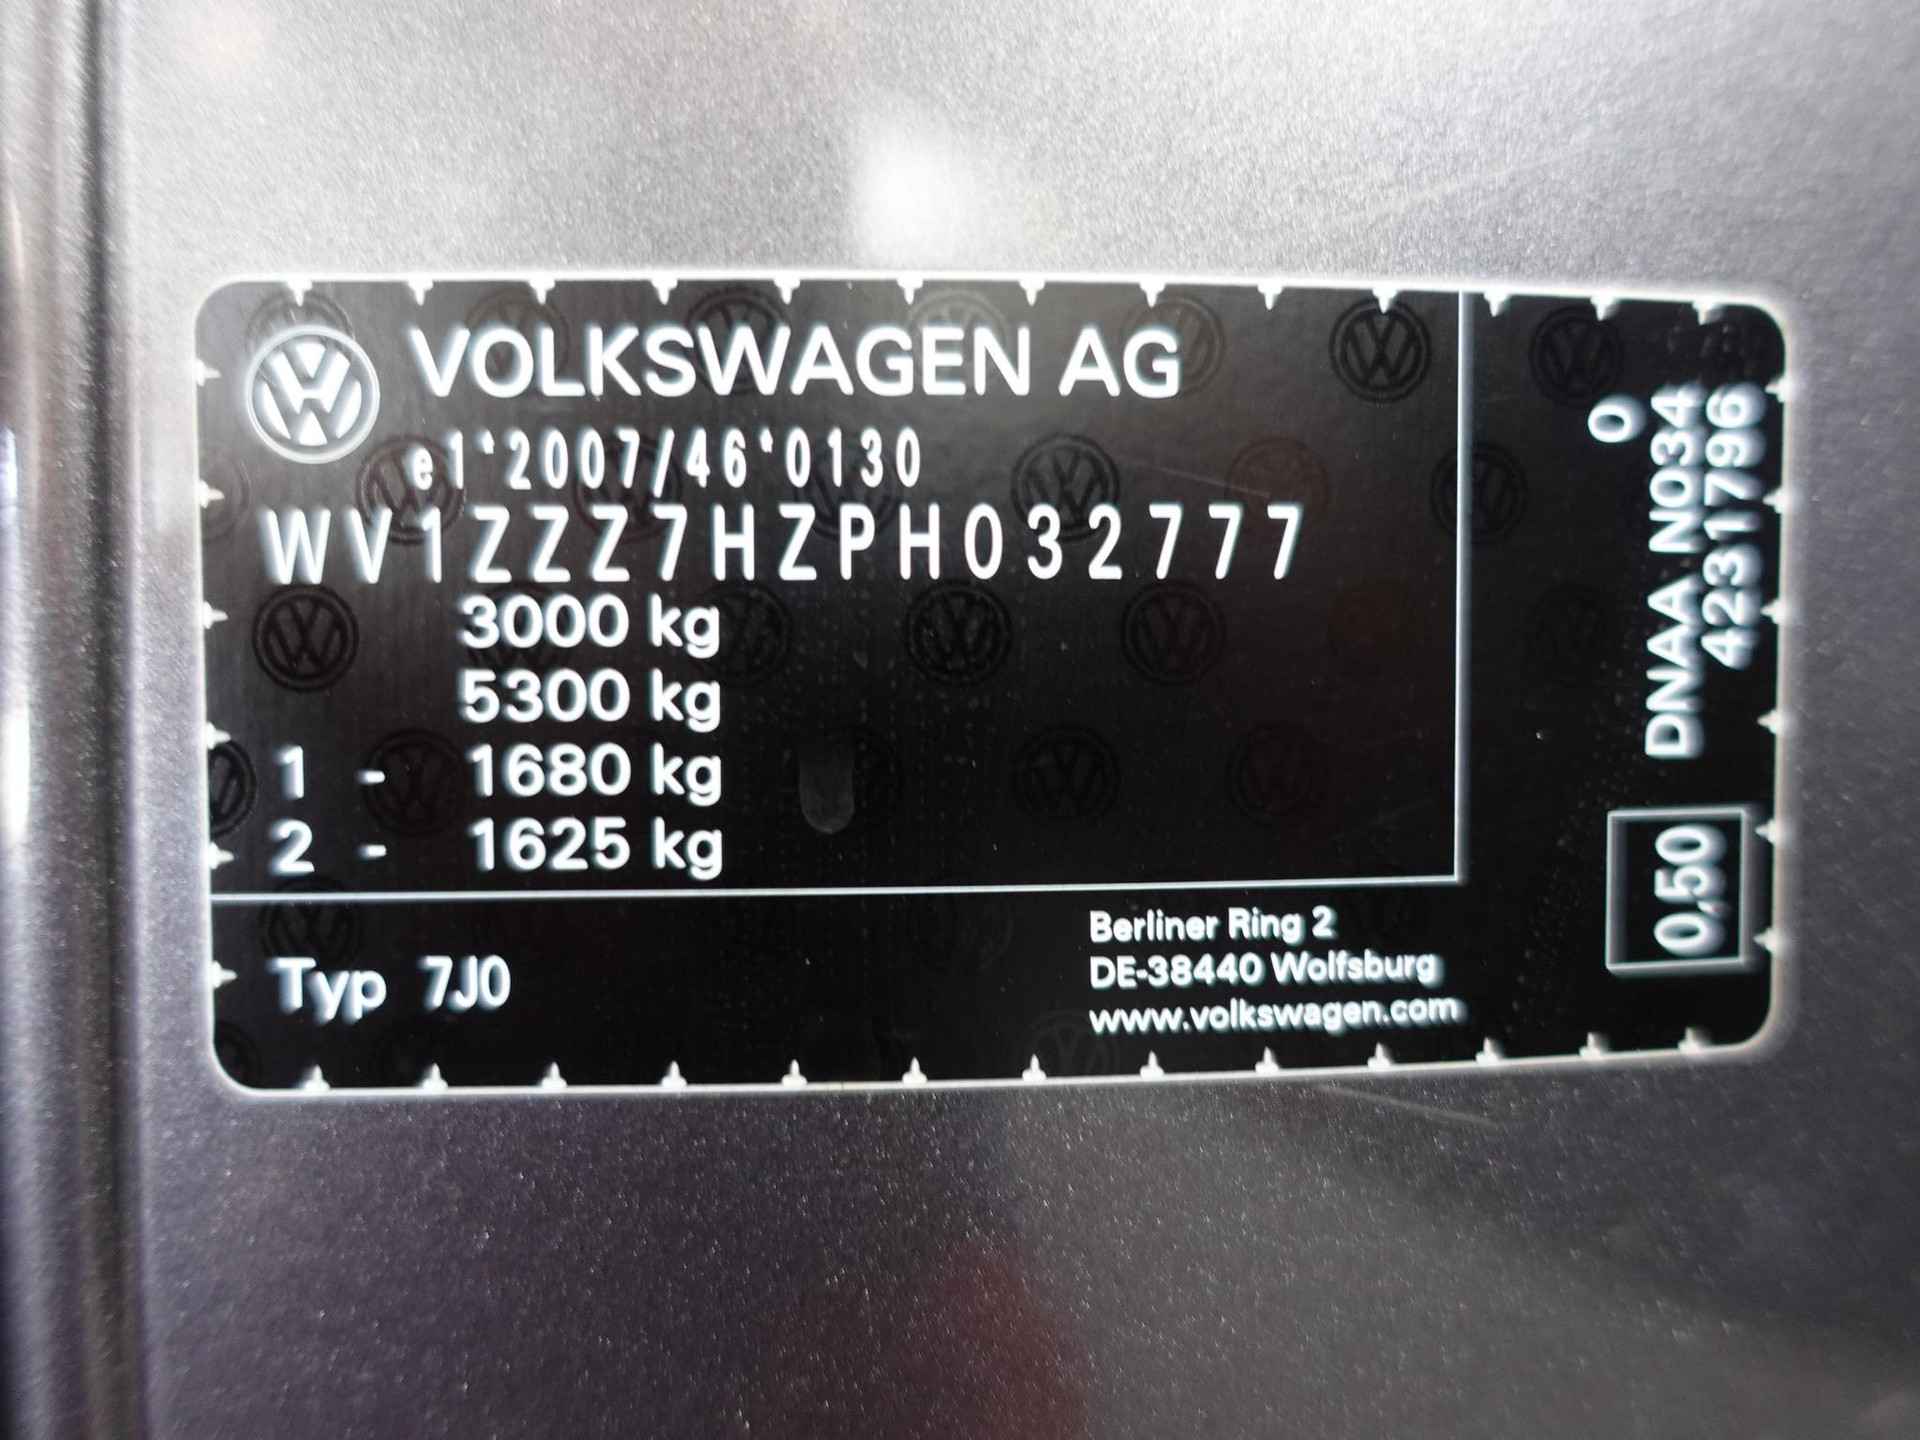 VOLKSWAGEN AG
e1*2007/46*0130
WV1ZZZ7HZPH032777
3000 kg
5300 kg
1 - 1680 kg
2 - 1625 kg
Typ 7J0
Berliner Ring 2
DE-38440 Wolfsburg
www.volkswagen.com
0
DNAA N034
42317796
0,50